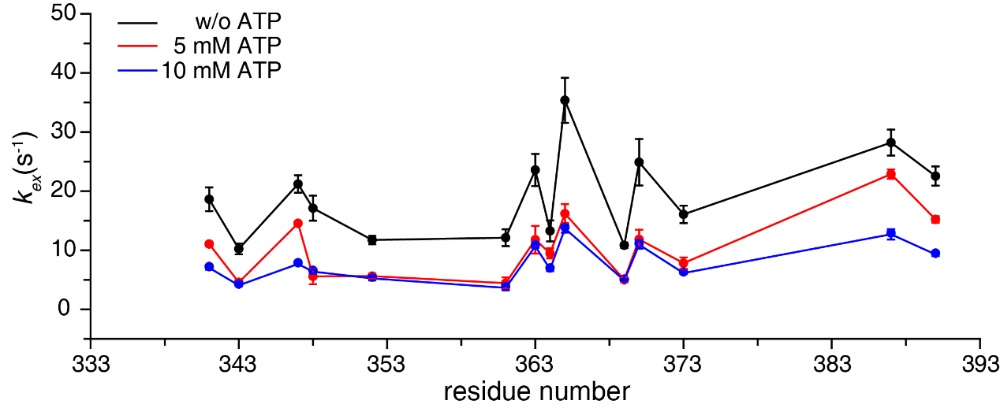 50
40
30
20
10
0
k_ex(s^-1)
w/o ATP
5 mM ATP
10 mM ATP
333 343 353 363 373 383 393
residue number